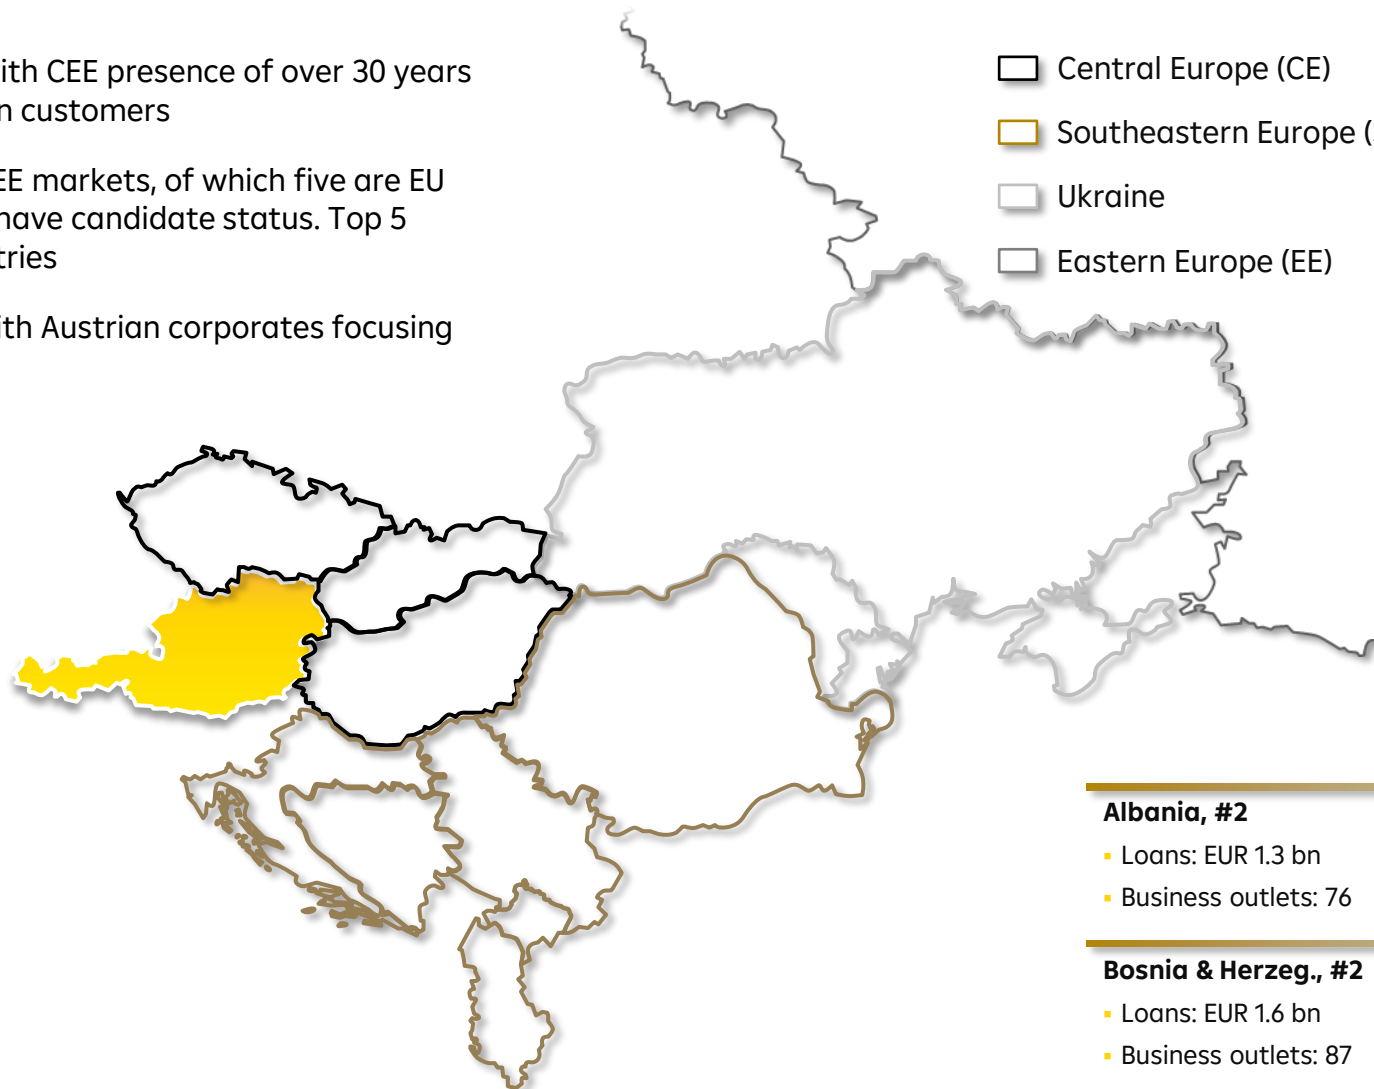 ith CEE presence of over 30 years
n customers
EE markets, of which five are EU
have candidate status. Top 5
tries
ith Austrian corporates focusing
Central Europe (CE)
Southeastern Europe (
Ukraine
Eastern Europe (EE)
Albania, #2
▪ Loans: EUR 1.3 bn
▪ Business outlets: 76
Bosnia & Herzeg., #2
▪ Loans: EUR 1.6 bn
▪ Business outlets: 87